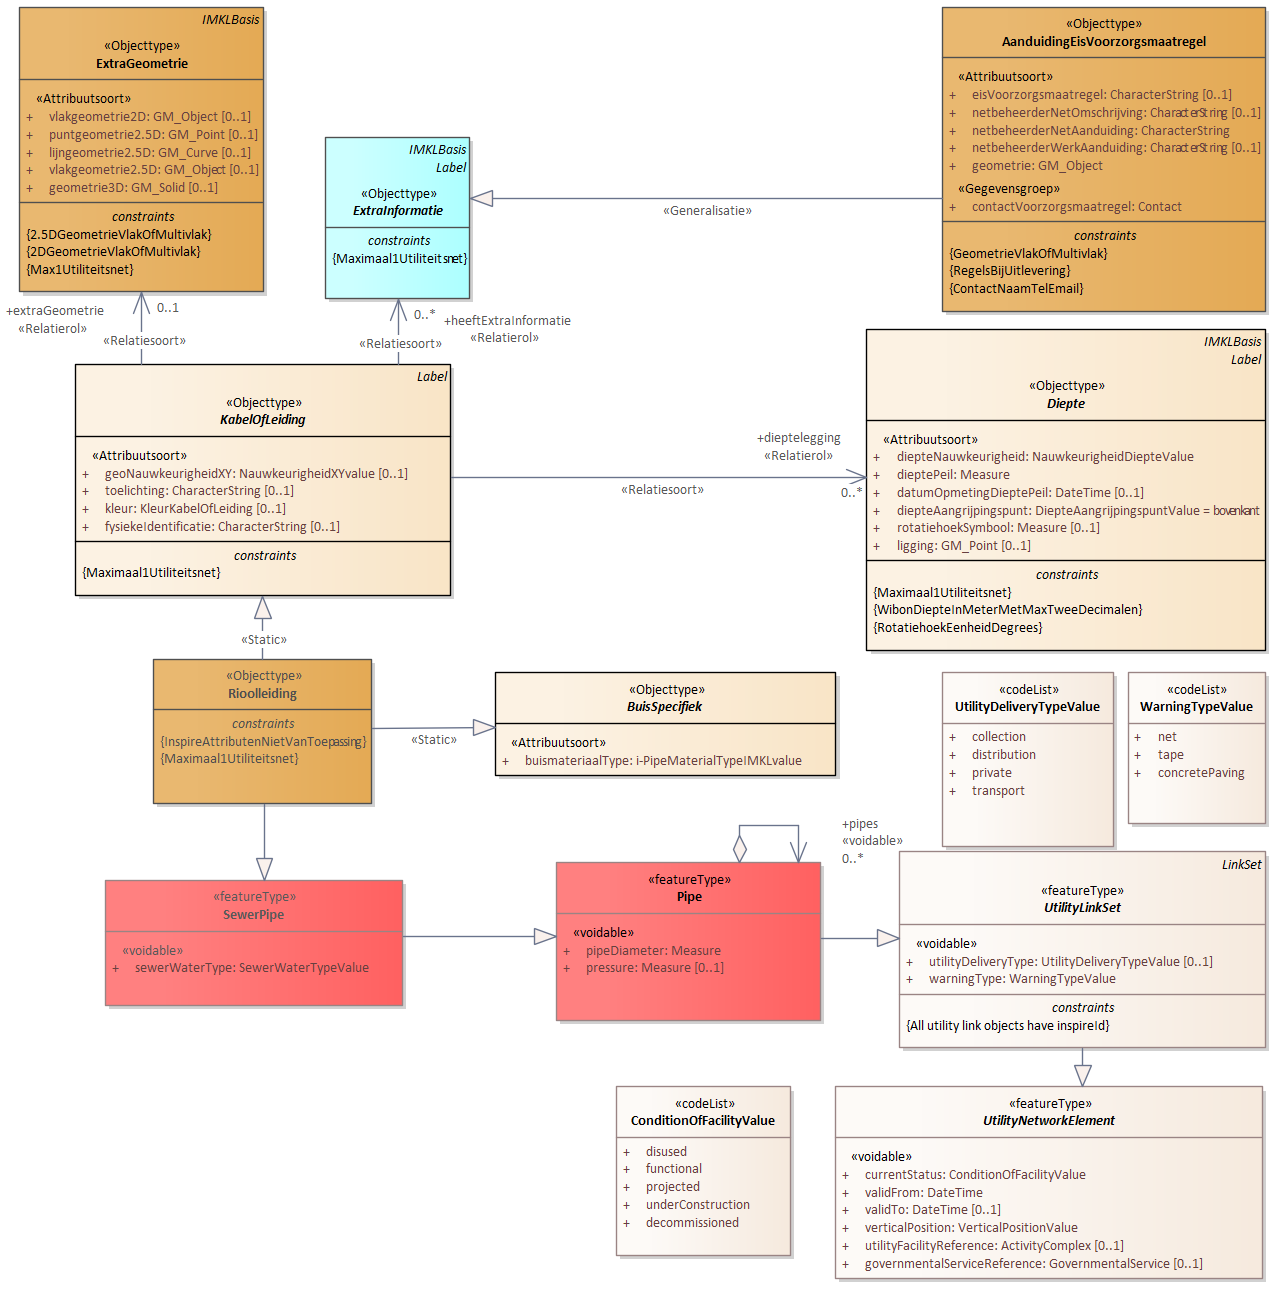 IMKLBasis
«Objecttype»
ExtraGeometrie
«Attribuutsoort»
+ vlakgeometrie2D: GM_Object [0..1]
+ puntgeometrie2.5D: GM_Point [0..1]
+ lijngeometrie2.5D: GM_Curve [0..1]
+ vlakgeometrie2.5D: GM_Object [0..1]
+ geometrie3D: GM_Solid [0..1]
constraints
{2.5DGeometrieVlakOfMultivlak}
{2DGeometrieVlakOfMultivlak}
{Max1Utiliteitsnet}
IMKLBasis
Label
«Objecttype»
ExtraInformatie
constraints
{Maximaal1Utiliteitsnet}
«Generalisatie»
«Objecttype»
AanduidingEisVoorzorgsmaatregel
«Attribuutsoort»
+ eisVoorzorgsmaatregel: CharacterString [0..1]
+ netbeheerderNetOmschrijving: CharacterString [0..1]
+ netbeheerderNetAanduiding: CharacterString
+ netbeheerderWerkAanduiding: CharacterString [0..1]
+ geometrie: GM_Object
«Gegevensgroep»
+ contactVoorzorgsmaatregel: Contact
constraints
{GeometrieVlakOfMultivlak}
{RegelsBijUitlevering}
{ContactNaamTelEmail}
+extraGeometrie
«Relatierol»
0..1
«Relatiesoort»
0..*
+heeftExtraInformatie
«Relatierol»
«Relatiesoort»
Label
«Objecttype»
KabelOfLeiding
«Attribuutsoort»
+ geoNauwkeurigheidXY: NauwkeurigheidXYvalue [0..1]
+ toelichting: CharacterString [0..1]
+ kleur: KleurKabelOfLeiding [0..1]
+ fysiekeIdentificatie: CharacterString [0..1]
constraints
{Maximaal1Utiliteitsnet}
+dieptelegging
«Relatierol»
0..*
«Relatiesoort»
IMKLBasis
Label
«Objecttype»
Diepte
«Attribuutsoort»
+ diepteNauwkeurigheid: NauwkeurigheidDiepteValue
+ dieptePeil: Measure
+ datumOpmetingDieptePeil: DateTime [0..1]
+ diepteAangrijpingspunt: DiepteAangrijpingspuntValue = bovenkant
+ rotatiehoekSymbool: Measure [0..1]
+ ligging: GM_Point [0..1]
constraints
{Maximaal1Utiliteitsnet}
{WibonDiepteInMeterMetMaxTweeDecimalen}
{RotatiehoekEenheidDegrees}
«Static»
«Objecttype»
Rioolleiding
constraints
{InspireAttributenNietVanToepassing}
{Maximaal1Utiliteitsnet}
«Static»
«Objecttype»
BuisSpecifiek
«Attribuutsoort»
+ buismateriaalType: i-PipeMaterialTypeIMKLvalue
«codeList»
UtilityDeliveryTypeValue
+ collection
+ distribution
+ private
+ transport
«codeList»
WarningTypeValue
+ net
+ tape
+ concretePaving
«featureType»
SewerPipe
«voidable»
+ sewerWaterType: SewerWaterTypeValue
+pipes
«voidable»
0..*
«featureType»
Pipe
«voidable»
+ pipeDiameter: Measure
+ pressure: Measure [0..1]
LinkSet
«featureType»
UtilityLinkSet
«voidable»
+ utilityDeliveryType: UtilityDeliveryTypeValue [0..1]
+ warningType: WarningTypeValue
constraints
{All utility link objects have inspireId}
«codeList»
ConditionOfFacilityValue
+ disused
+ functional
+ projected
+ underConstruction
+ decommissioned
«featureType»
UtilityNetworkElement
«voidable»
+ currentStatus: ConditionOfFacilityValue
+ validFrom: DateTime
+ validTo: DateTime [0..1]
+ verticalPosition: VerticalPositionValue
+ utilityFacilityReference: ActivityComplex [0..1]
+ governmentalServiceReference: GovernmentalService [0..1]